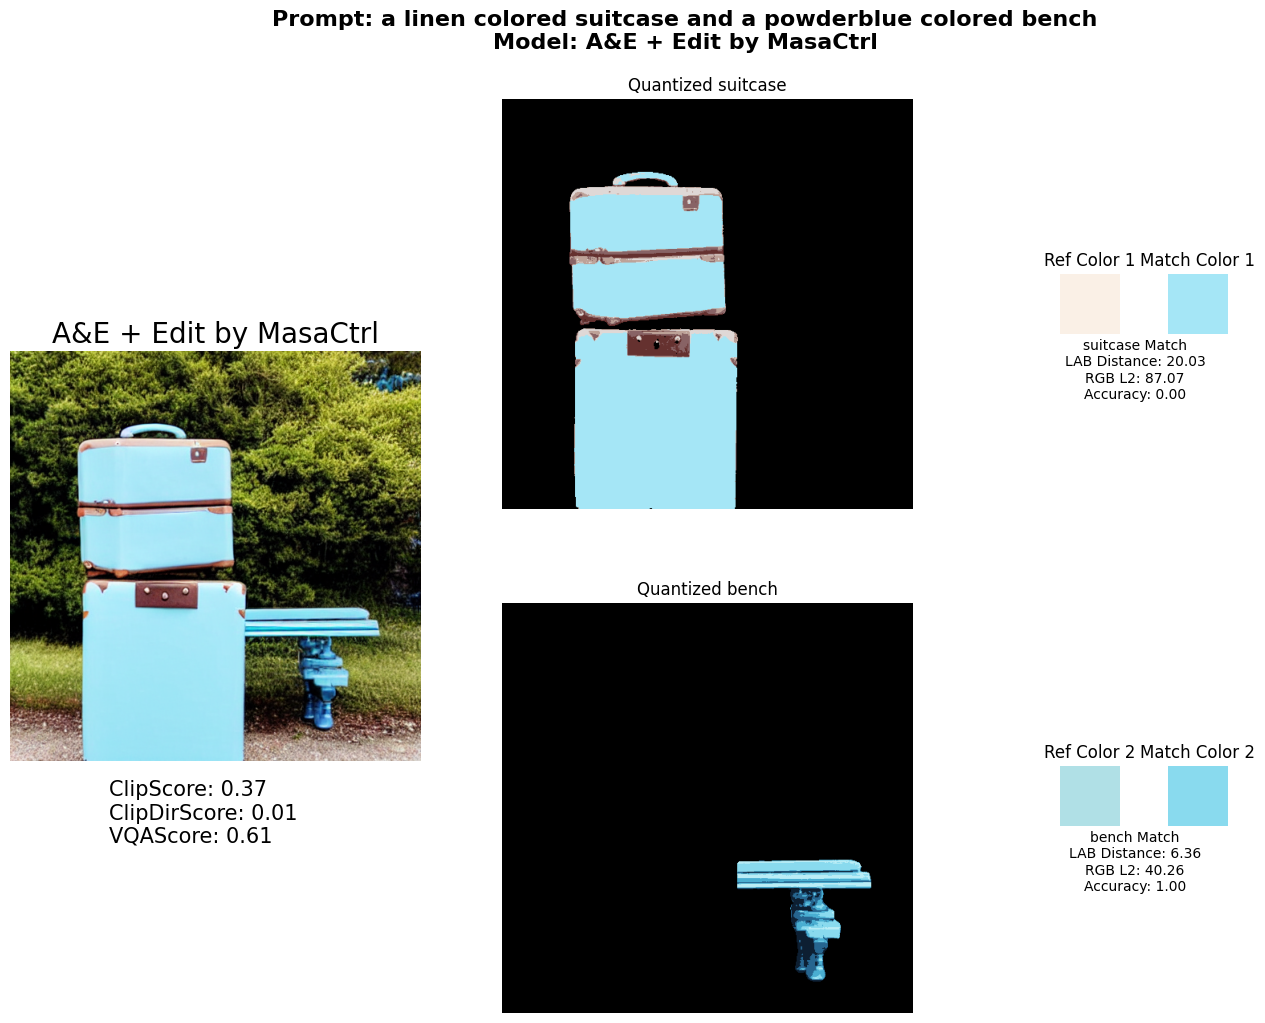 Prompt: a linen colored suitcase and a powderblue colored bench
Model: A&E + Edit by MasaCtrl
Quantized suitcase
Ref Color 1 Match Color 1
suitcase Match
LAB Distance: 20.03
RGB L2: 87.07
Accuracy: 0.00
A&E + Edit by MasaCtrl
ClipScore: 0.37
ClipDirScore: 0.01
VQAScore: 0.61
Quantized bench
Ref Color 2 Match Color 2
bench Match
LAB Distance: 6.36
RGB L2: 40.26
Accuracy: 1.00